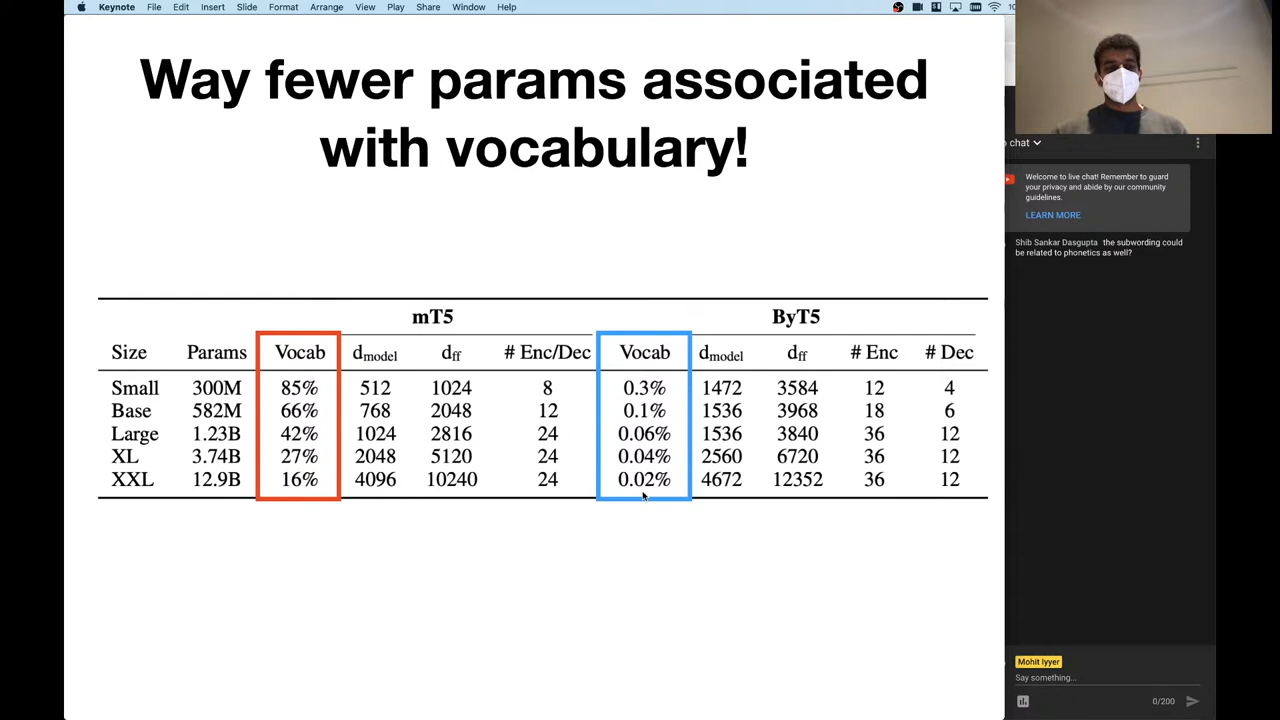 Keynote File Edit Insert Slide Format Arrange View Play Share Window Help
Way fewer params associated
with vocabulary!
mT5 ByT5
Size Params Vocab dmodel dff # Enc/Dec Vocab dmodel dff # Enc # Dec
Small 300M 85% 512 1024 8 0.3% 1472 3584 12 4
Base 582M 66% 768 2048 12 0.1% 1536 3968 18 6
Large 1.23B 42% 1024 2816 24 0.06% 1536 3840 36 12
XL 3.74B 27% 2048 5120 24 0.04% 2560 6720 36 12
XXL 12.9B 16% 4096 10240 24 0.02% 4672 12352 36 12
chat
Welcome to live chat! Remember to guard
your privacy and abide by our community
guidelines.
LEARN MORE
Shib Sankar Dasgupta the subwording could
be related to phonetics as well?
Mohit Iyyer
Say something...
0/200